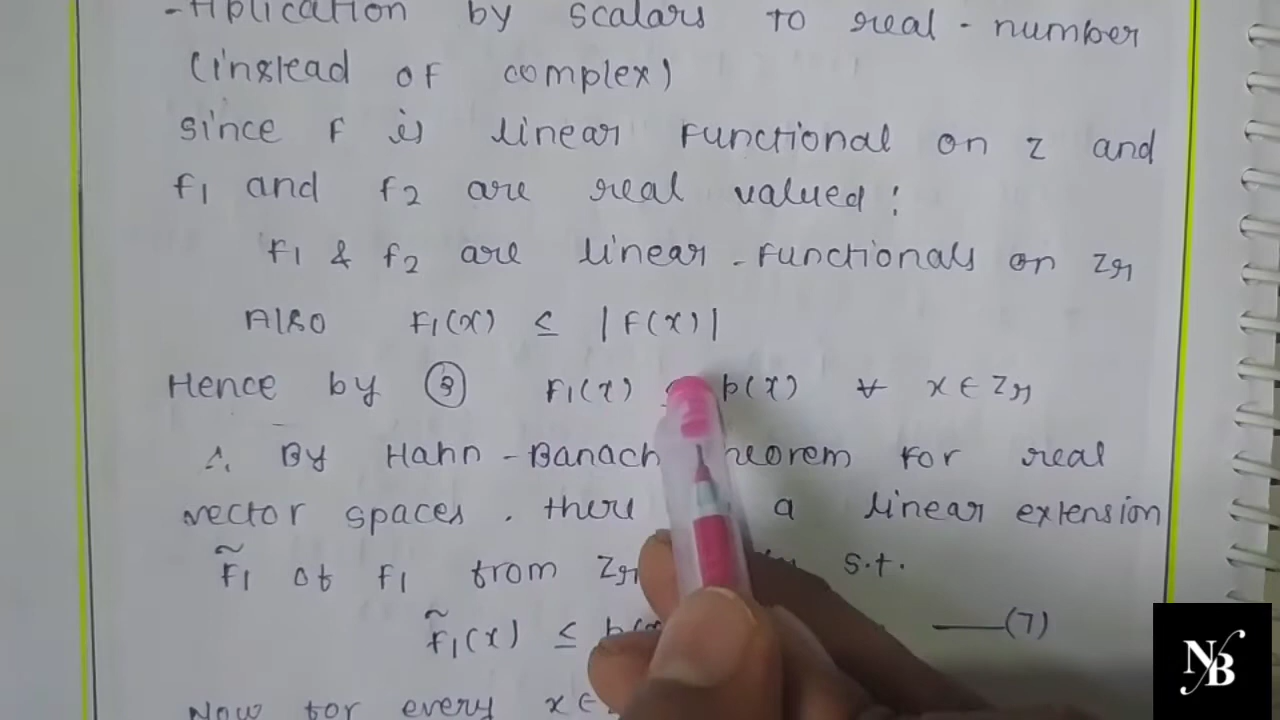 -tiplication by scalars to real - number
(instead of complex)
since f is linear functional on Z and
f1 and f2 are real valued :
f1 & f2 are linear - functionals on Zr
Also f1(x) ≤ |f(x)|
Hence by ③ f1(x) p(x) ∀ x ∈ Zr
∴ By Hahn - Banach for real
vector spaces . there a linear extension
f̃1 of f1 from Zr s.t.
f̃1(x) ≤ —(7)
Now for every x ∈
NB